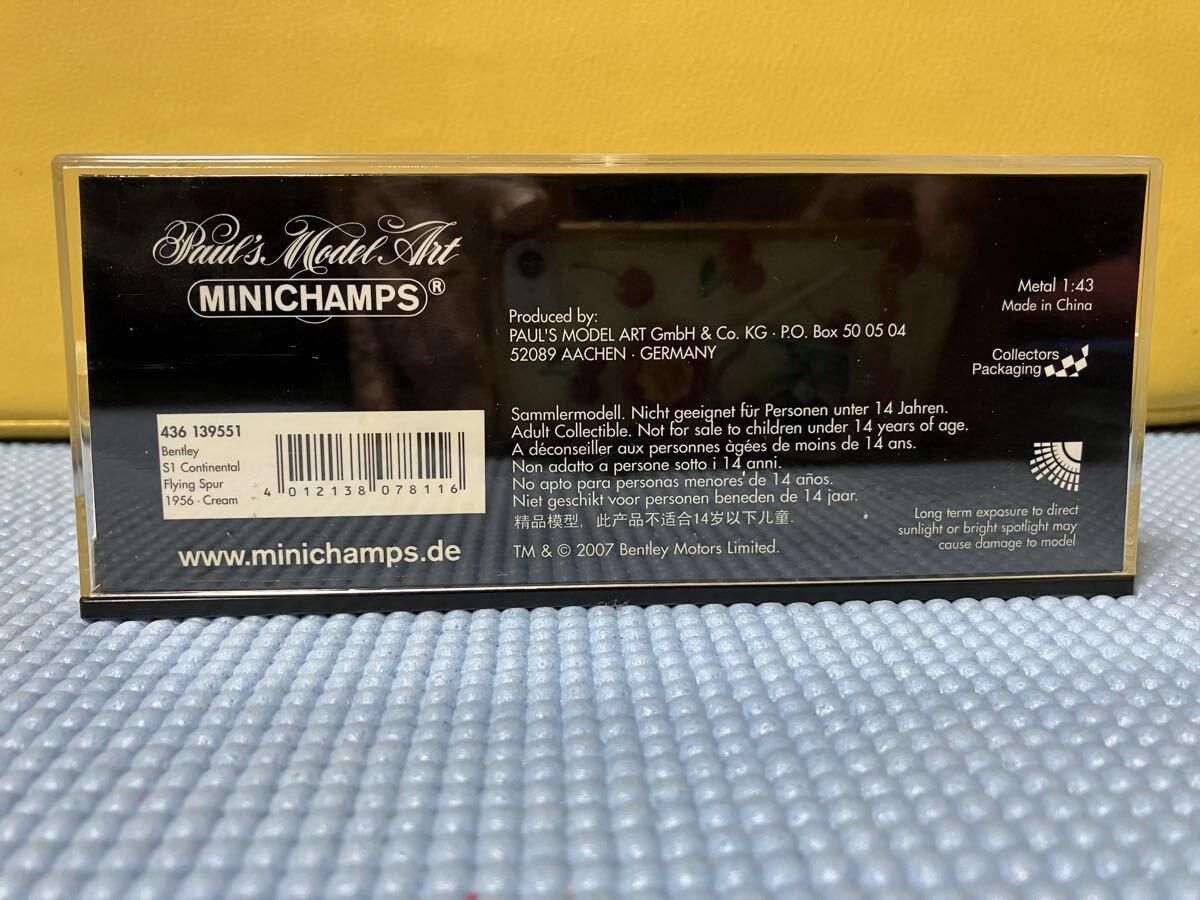 Paul's Model Art
MINICHAMPS®
436 139551
Bentley
S1 Continental
Flying Spur
1956 · Cream
4 012138 078116
www.minichamps.de
Produced by:
PAUL'S MODEL ART GmbH & Co. KG · P.O. Box 50 05 04
52089 AACHEN · GERMANY
Sammlermodell. Nicht geeignet für Personen unter 14 Jahren.
Adult Collectible. Not for sale to children under 14 years of age.
A déconseiller aux personnes àgées de moins de 14 ans.
Non adatto a persone sotto i 14 anni.
No apto para personas menores de 14 años.
Niet geschikt voor personen beneden de 14 jaar.
精品模型，此产品不适合14岁以下儿童.
TM & © 2007 Bentley Motors Limited.
Metal 1:43
Made in China
Collectors
Packaging
Long term exposure to direct
sunlight or bright spotlight may
cause damage to model